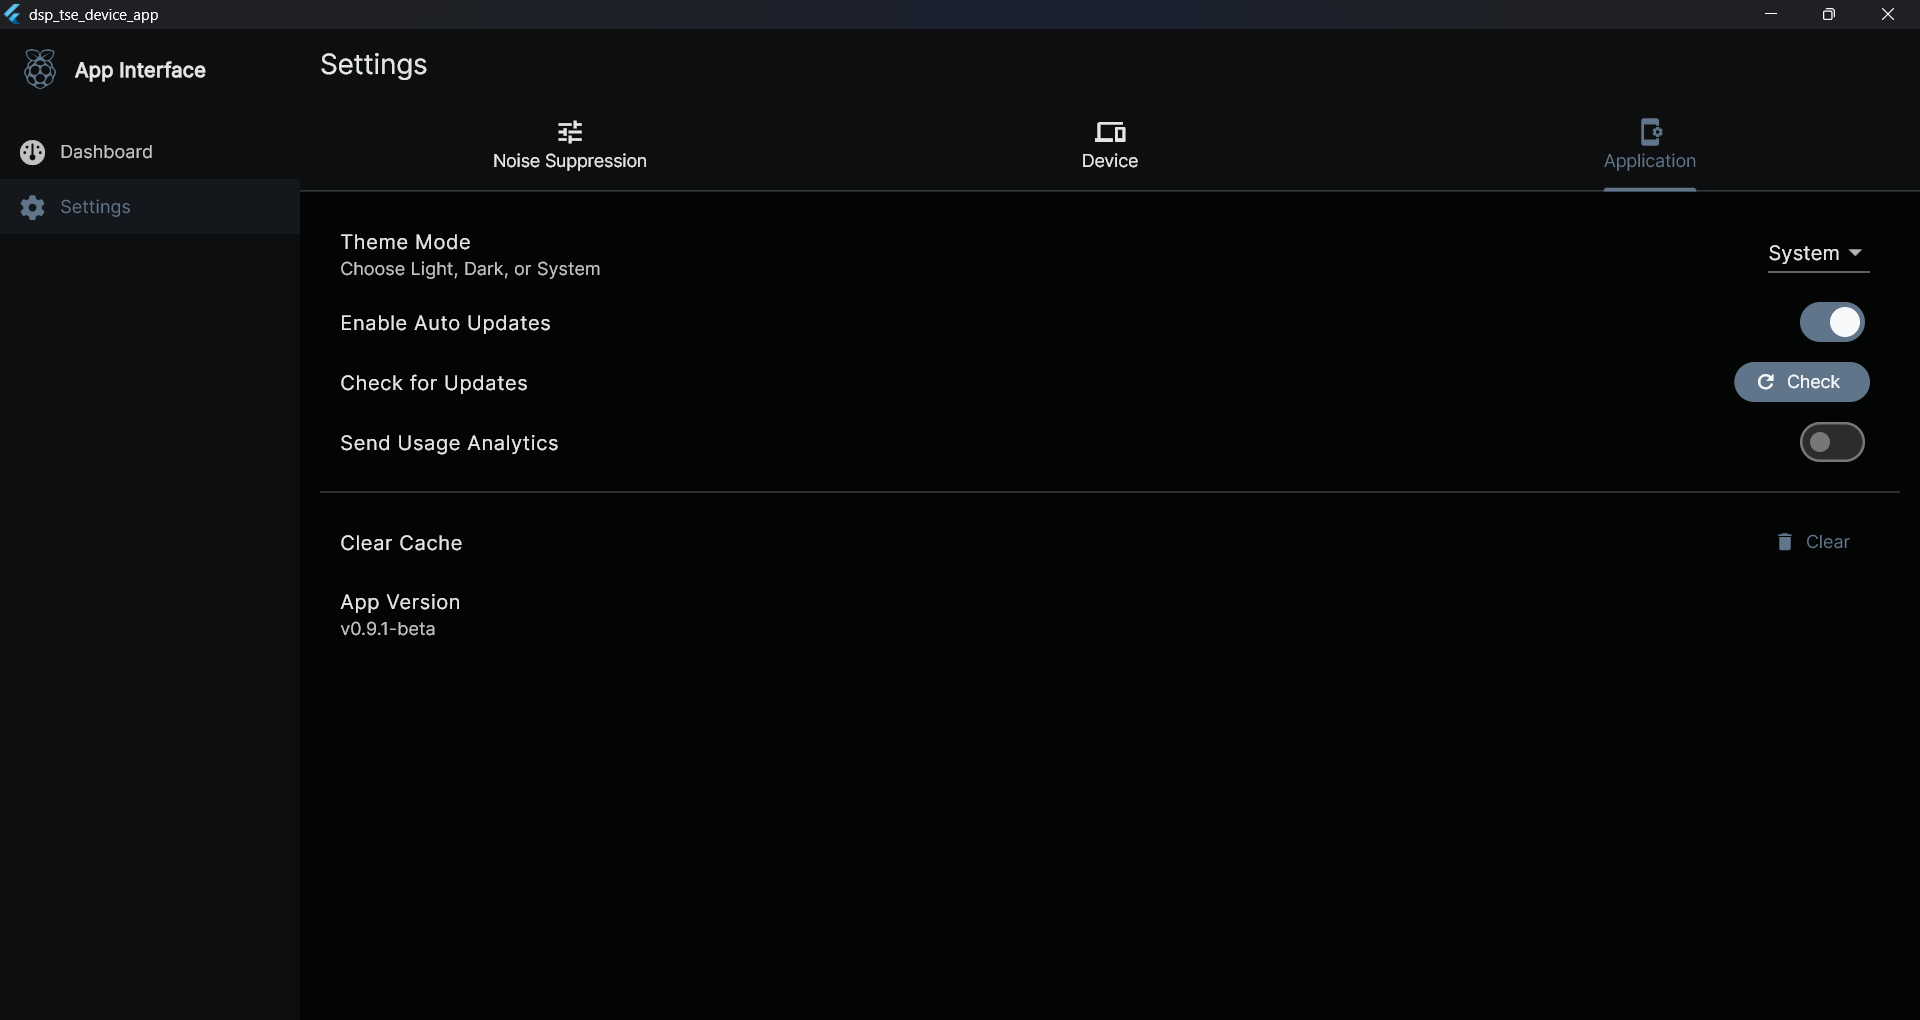 dsp_tse_device_app
App Interface
Dashboard
Settings
Settings
Noise Suppression
Device
Application
Theme Mode
Choose Light, Dark, or System
System
Enable Auto Updates
Check for Updates
Check
Send Usage Analytics
Clear Cache
Clear
App Version
v0.9.1-beta